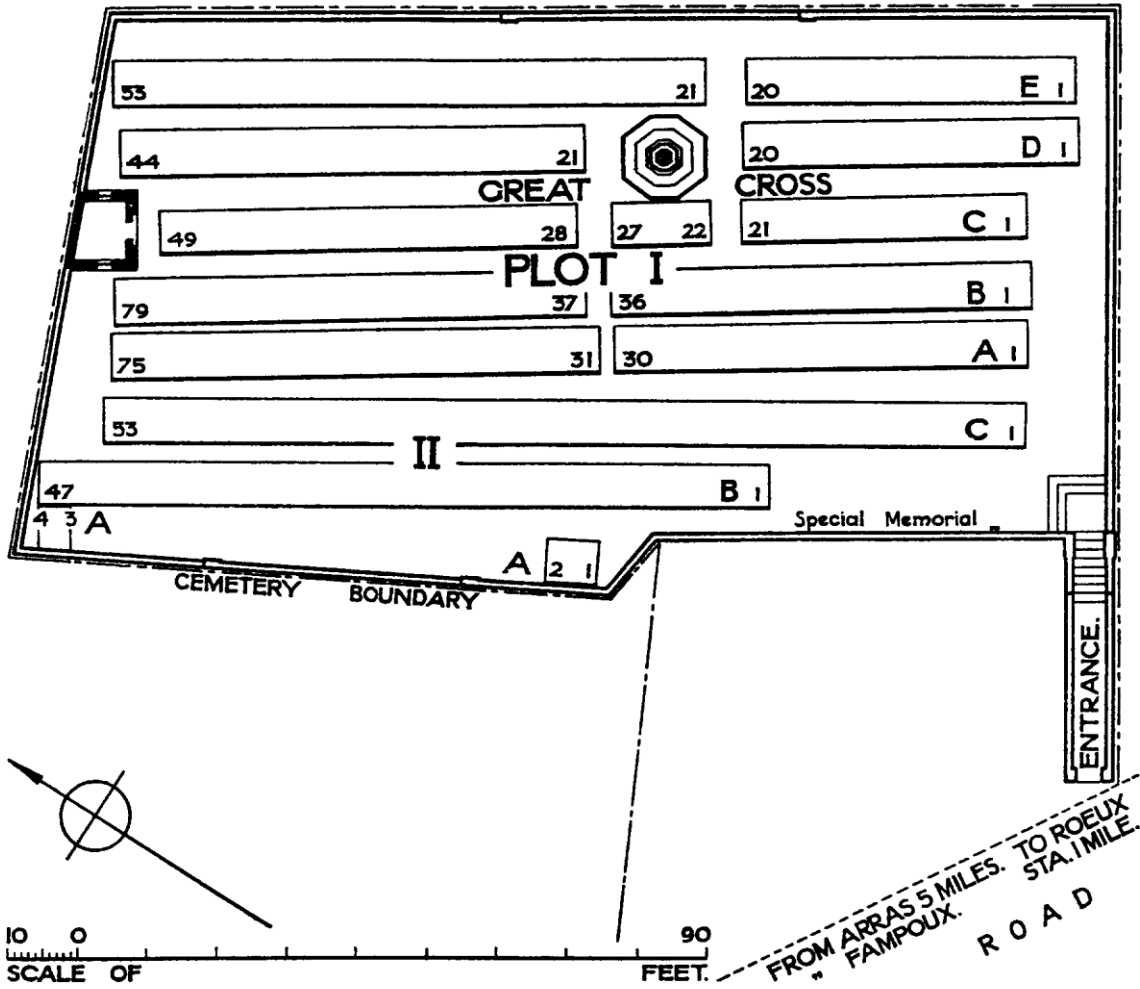 53 21 20 E 1
44 21 20 D 1
GREAT CROSS
49 28 27 22 21 C 1
PLOT I
79 37 36 B 1
75 31 30 A 1
53 C 1
II
47 B 1
4 3 A
Special Memorial „
A 2 1
CEMETERY BOUNDARY
ENTRANCE.
FROM ARRAS 5 MILES. TO ROEUX
„ FAMPOUX. STA. 1 MILE.
ROAD
10 0 90
SCALE OF FEET.